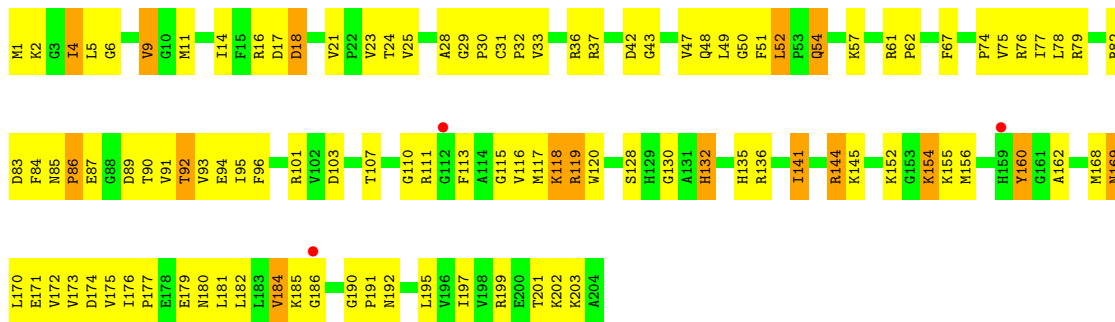 M1 K2 G3 I4 L5 G6 V9 G10 M11 I14 F15 R16 D17 D18 V21 P22 V23 T24 V25 A28 G29 P30 C31 P32 V33 R36 R37 D42 G43 V47 Q48 L49 G50 F51 L52 P53 Q54 K57 R61 P62 F67 P74 V75 R76 I77 L78 R79
D83 F84 N85 P86 E87 G88 D89 T90 V91 T92 V93 E94 I95 F96 R101 V102 D103 T107 G110 R111 G112 F113 A114 G115 V116 M117 K118 R119 W120 S128 H129 G130 A131 H132 H135 R136 I141 R144 K145 K152 G153 K154 K155 M156 H159 Y160 G161 A162 M168 N169
L170 E171 V172 V173 D174 V175 I176 P177 E178 E179 N180 L181 L182 L183 V184 K185 G186 G190 P191 N192 L195 V196 I197 V198 R199 E200 T201 K202 K203 A204